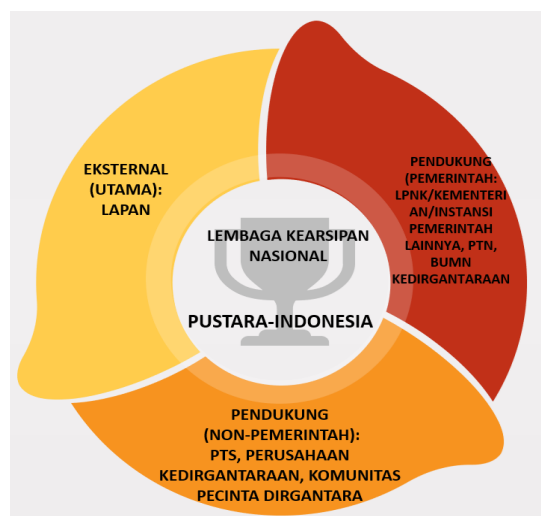 EKSTERNAL
(UTAMA):
LAPAN
PENDUKUNG
(PEMERINTAH:
LPNK/KEMENTERI
AN/INSTANSI
PEMERINTAH
LAINNYA, PTN,
BUMN
KEDIRGANTARAAN
LEMBAGA KEARSIPAN
NASIONAL
PUSTARA-INDONESIA
PENDUKUNG
(NON-PEMERINTAH):
PTS, PERUSAHAAN
KEDIRGANTARAAN, KOMUNITAS
PECINTA DIRGANTARA